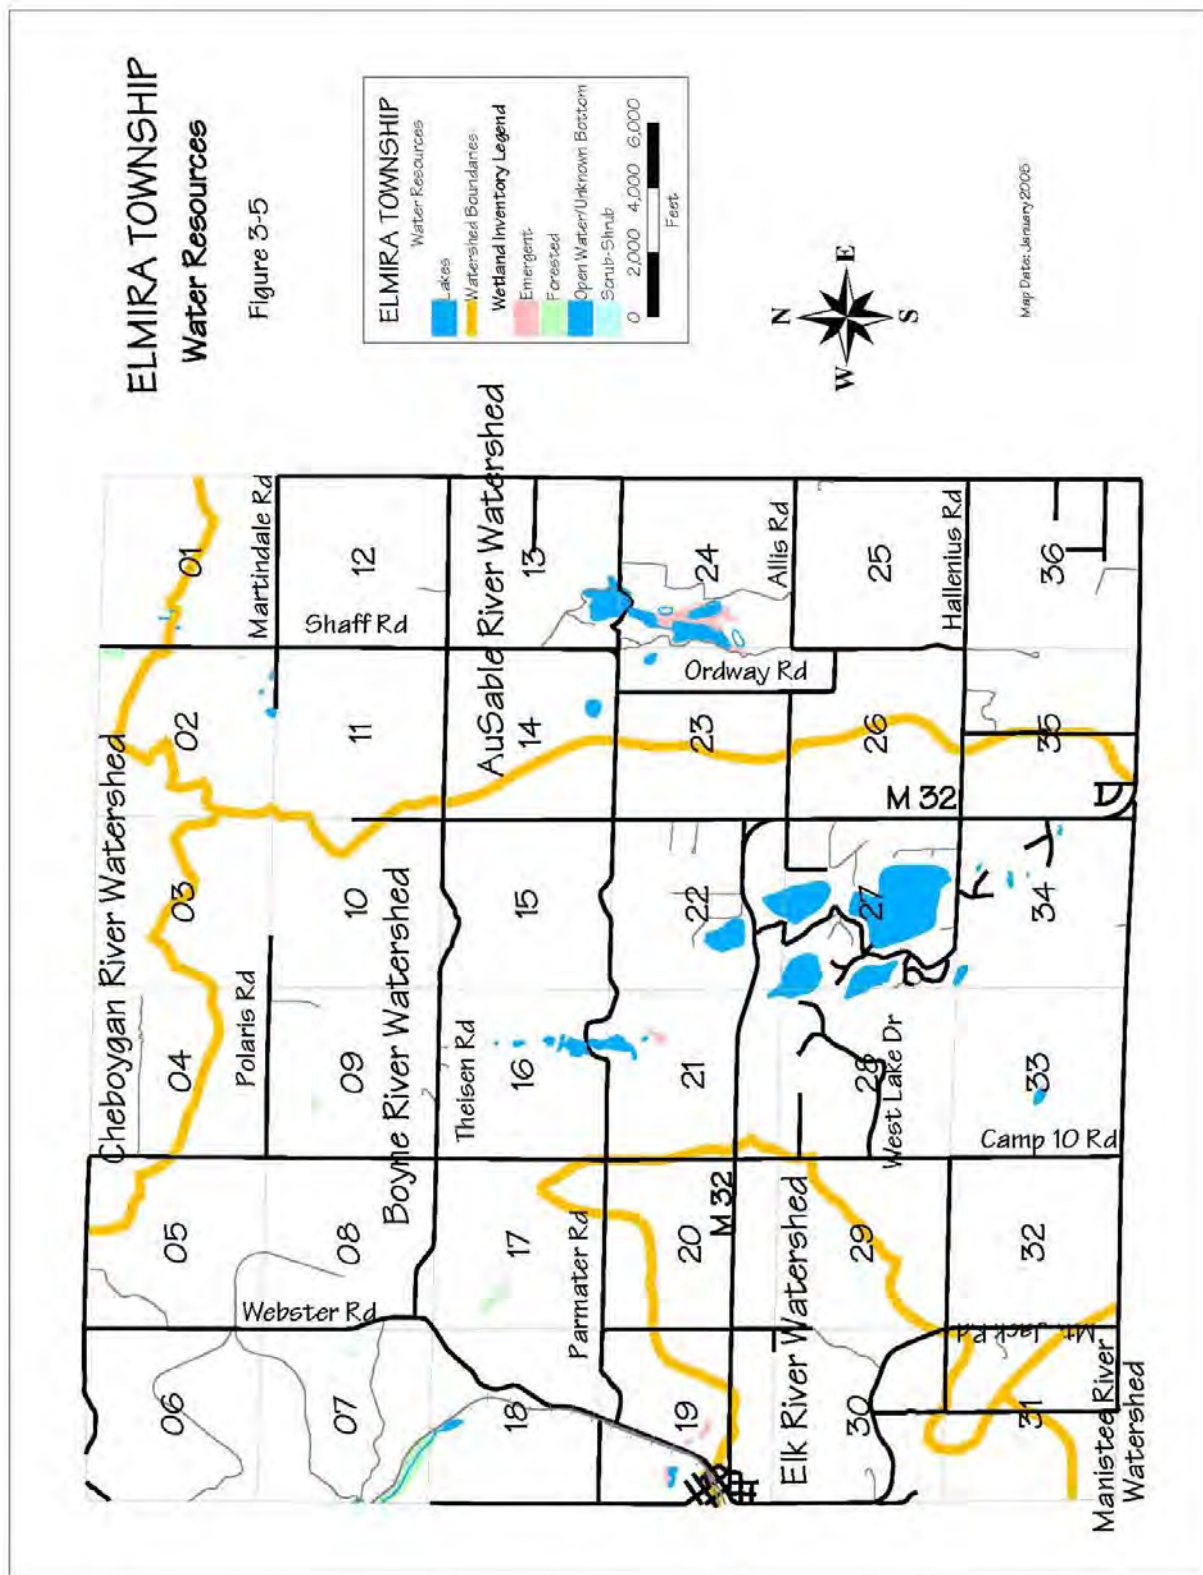 ELMIRA TOWNSHIP
Water Resources
Figure 3-5
ELMIRA TOWNSHIP
Water Resources
Lakes
Watershed Boundaries
Wetland Inventory Legend
Emergent
Forested
Open Water/Unknown Bottom
Scrub-Shrub
0 2,000 4,000 6,000
Feet
N
W E
S
Map Date: January 2006
Cheboygan River Watershed
06 05 04 03 02 01
Polaris Rd
Martindale Rd
07 08 09 10 11 12
Webster Rd
Shaff Rd
Boyne River Watershed
Theisen Rd
AuSable River Watershed
18 17 16 15 14 13
Parmater Rd
19 20 21 22 23 24
M 32
Ordway Rd
Allis Rd
Elk River Watershed
30 29 28 27 26 25
West Lake Dr
M 32
Hallenius Rd
31 32 33 34 35 36
Mt. Jack Rd
Camp 10 Rd
Manistee River
Watershed